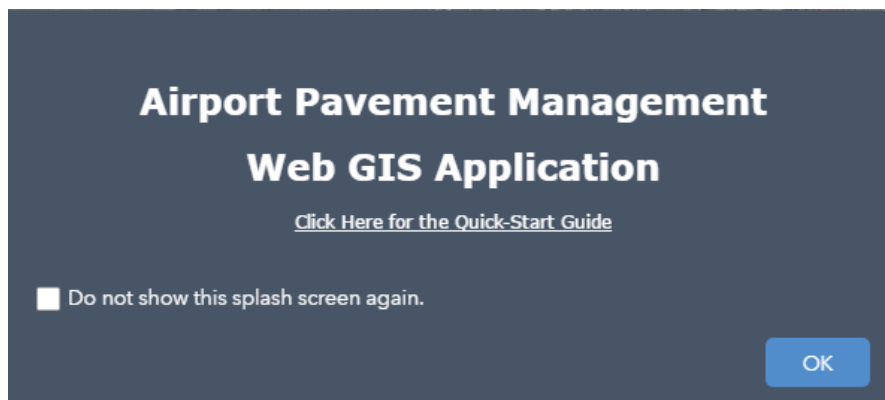 Airport Pavement Management
Web GIS Application
Click Here for the Quick-Start Guide
Do not show this splash screen again.
OK